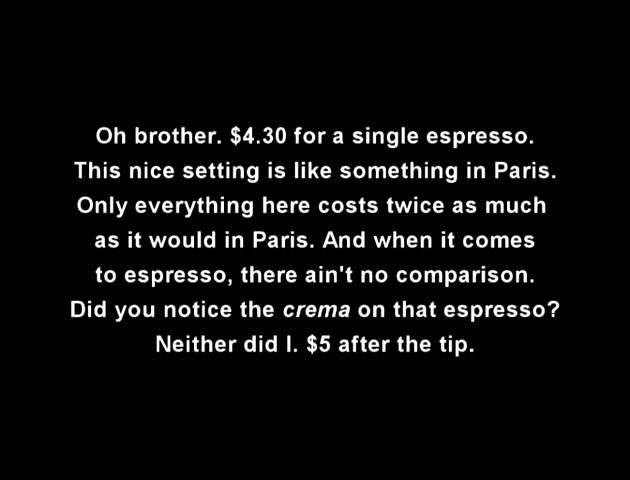 Oh brother. $4.30 for a single espresso.
This nice setting is like something in Paris.
Only everything here costs twice as much
as it would in Paris. And when it comes
to espresso, there ain't no comparison.
Did you notice the crema on that espresso?
Neither did I. $5 after the tip.